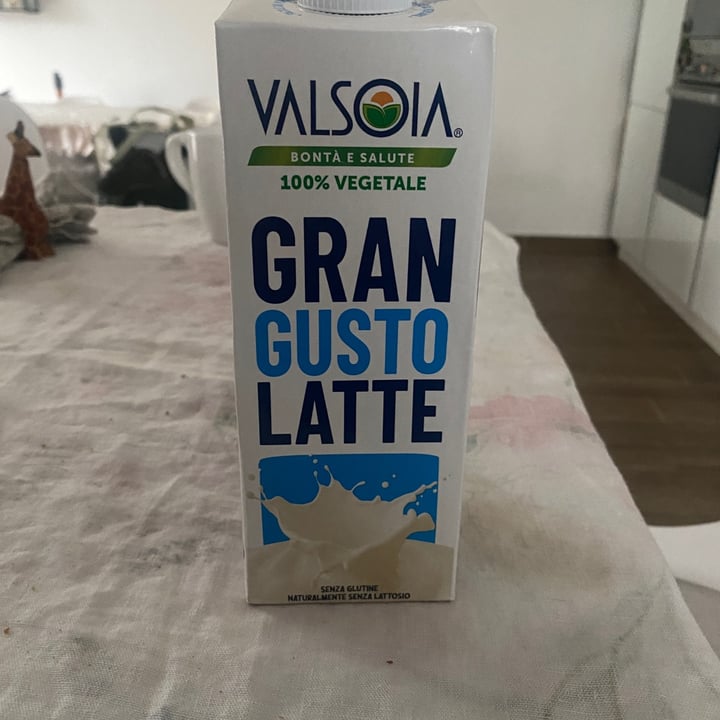 VALSOIA®
BONTÀ E SALUTE
100% VEGETALE
GRAN
GUSTO
LATTE
SENZA GLUTINE
NATURALMENTE SENZA LATTOSIO